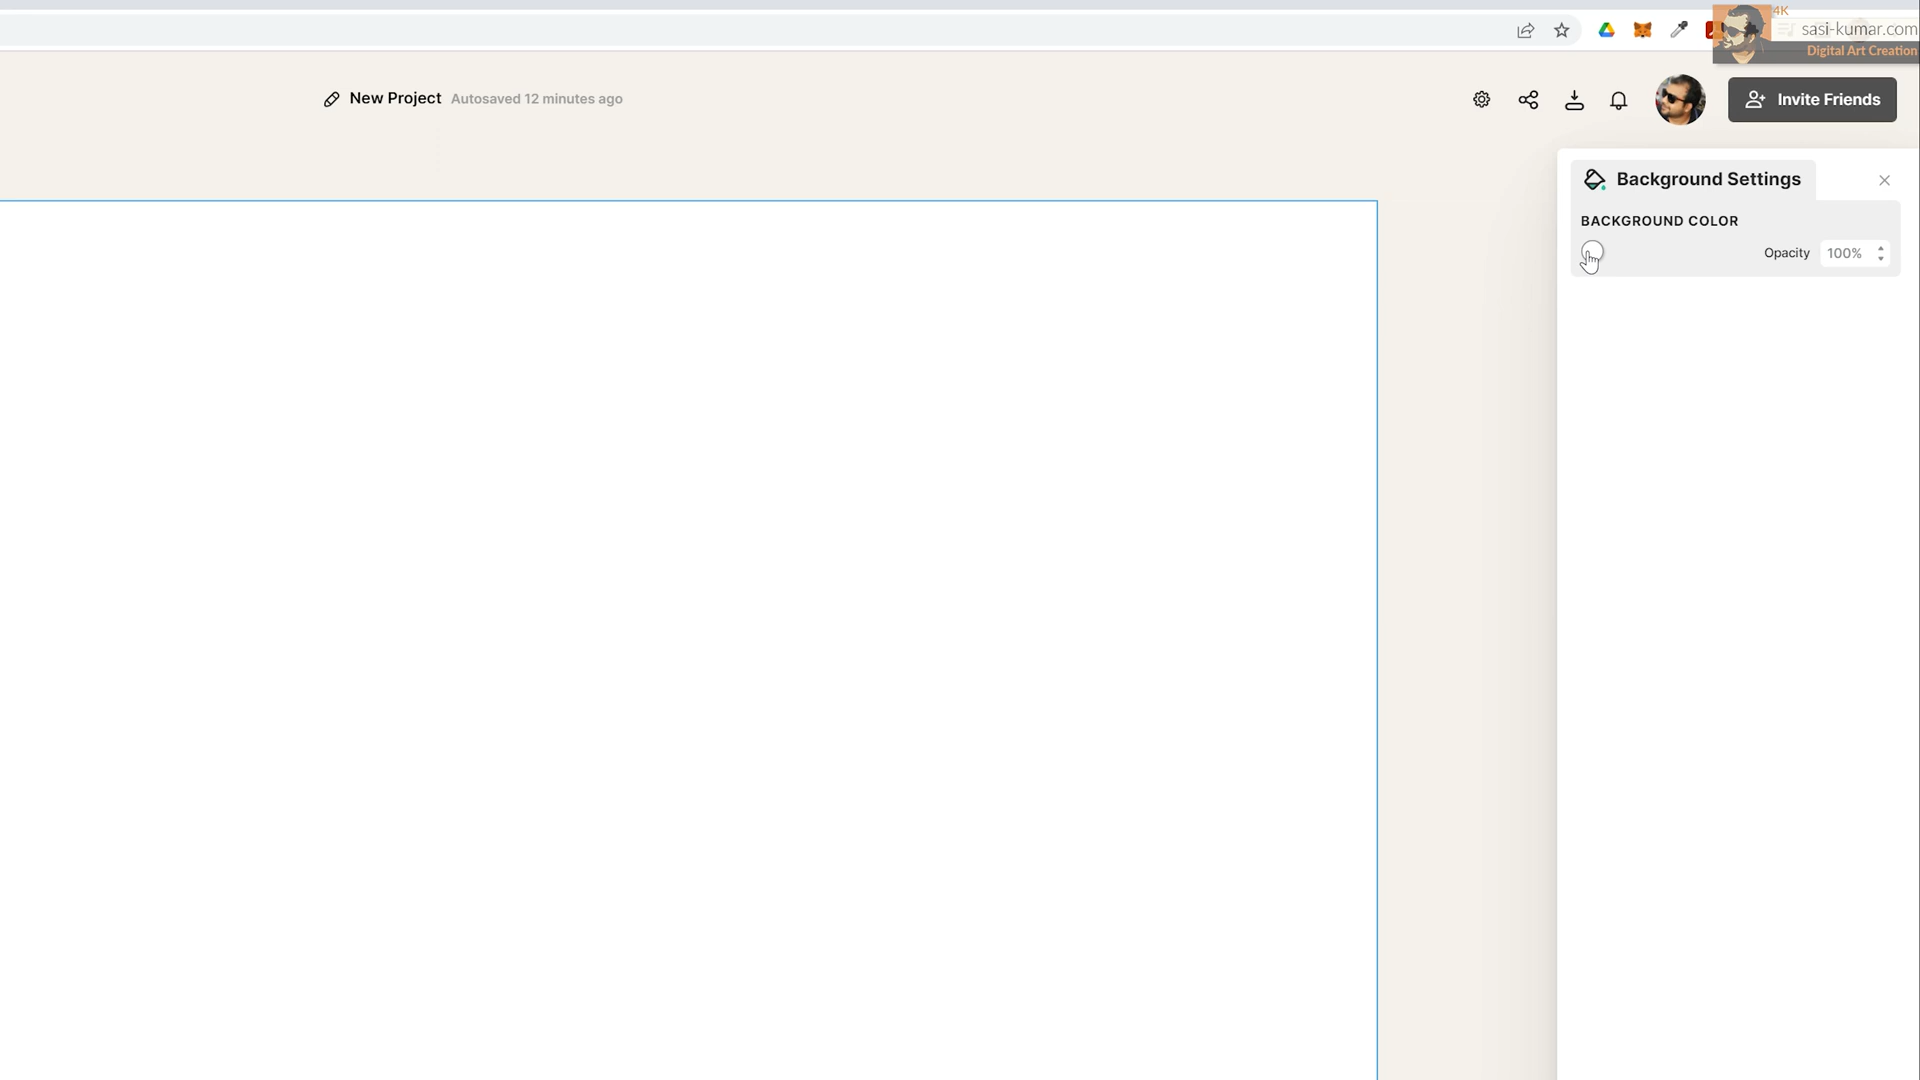 4K
sasi-kumar.com
Digital Art Creation
New Project Autosaved 12 minutes ago
Invite Friends
Background Settings
BACKGROUND COLOR
Opacity 100%